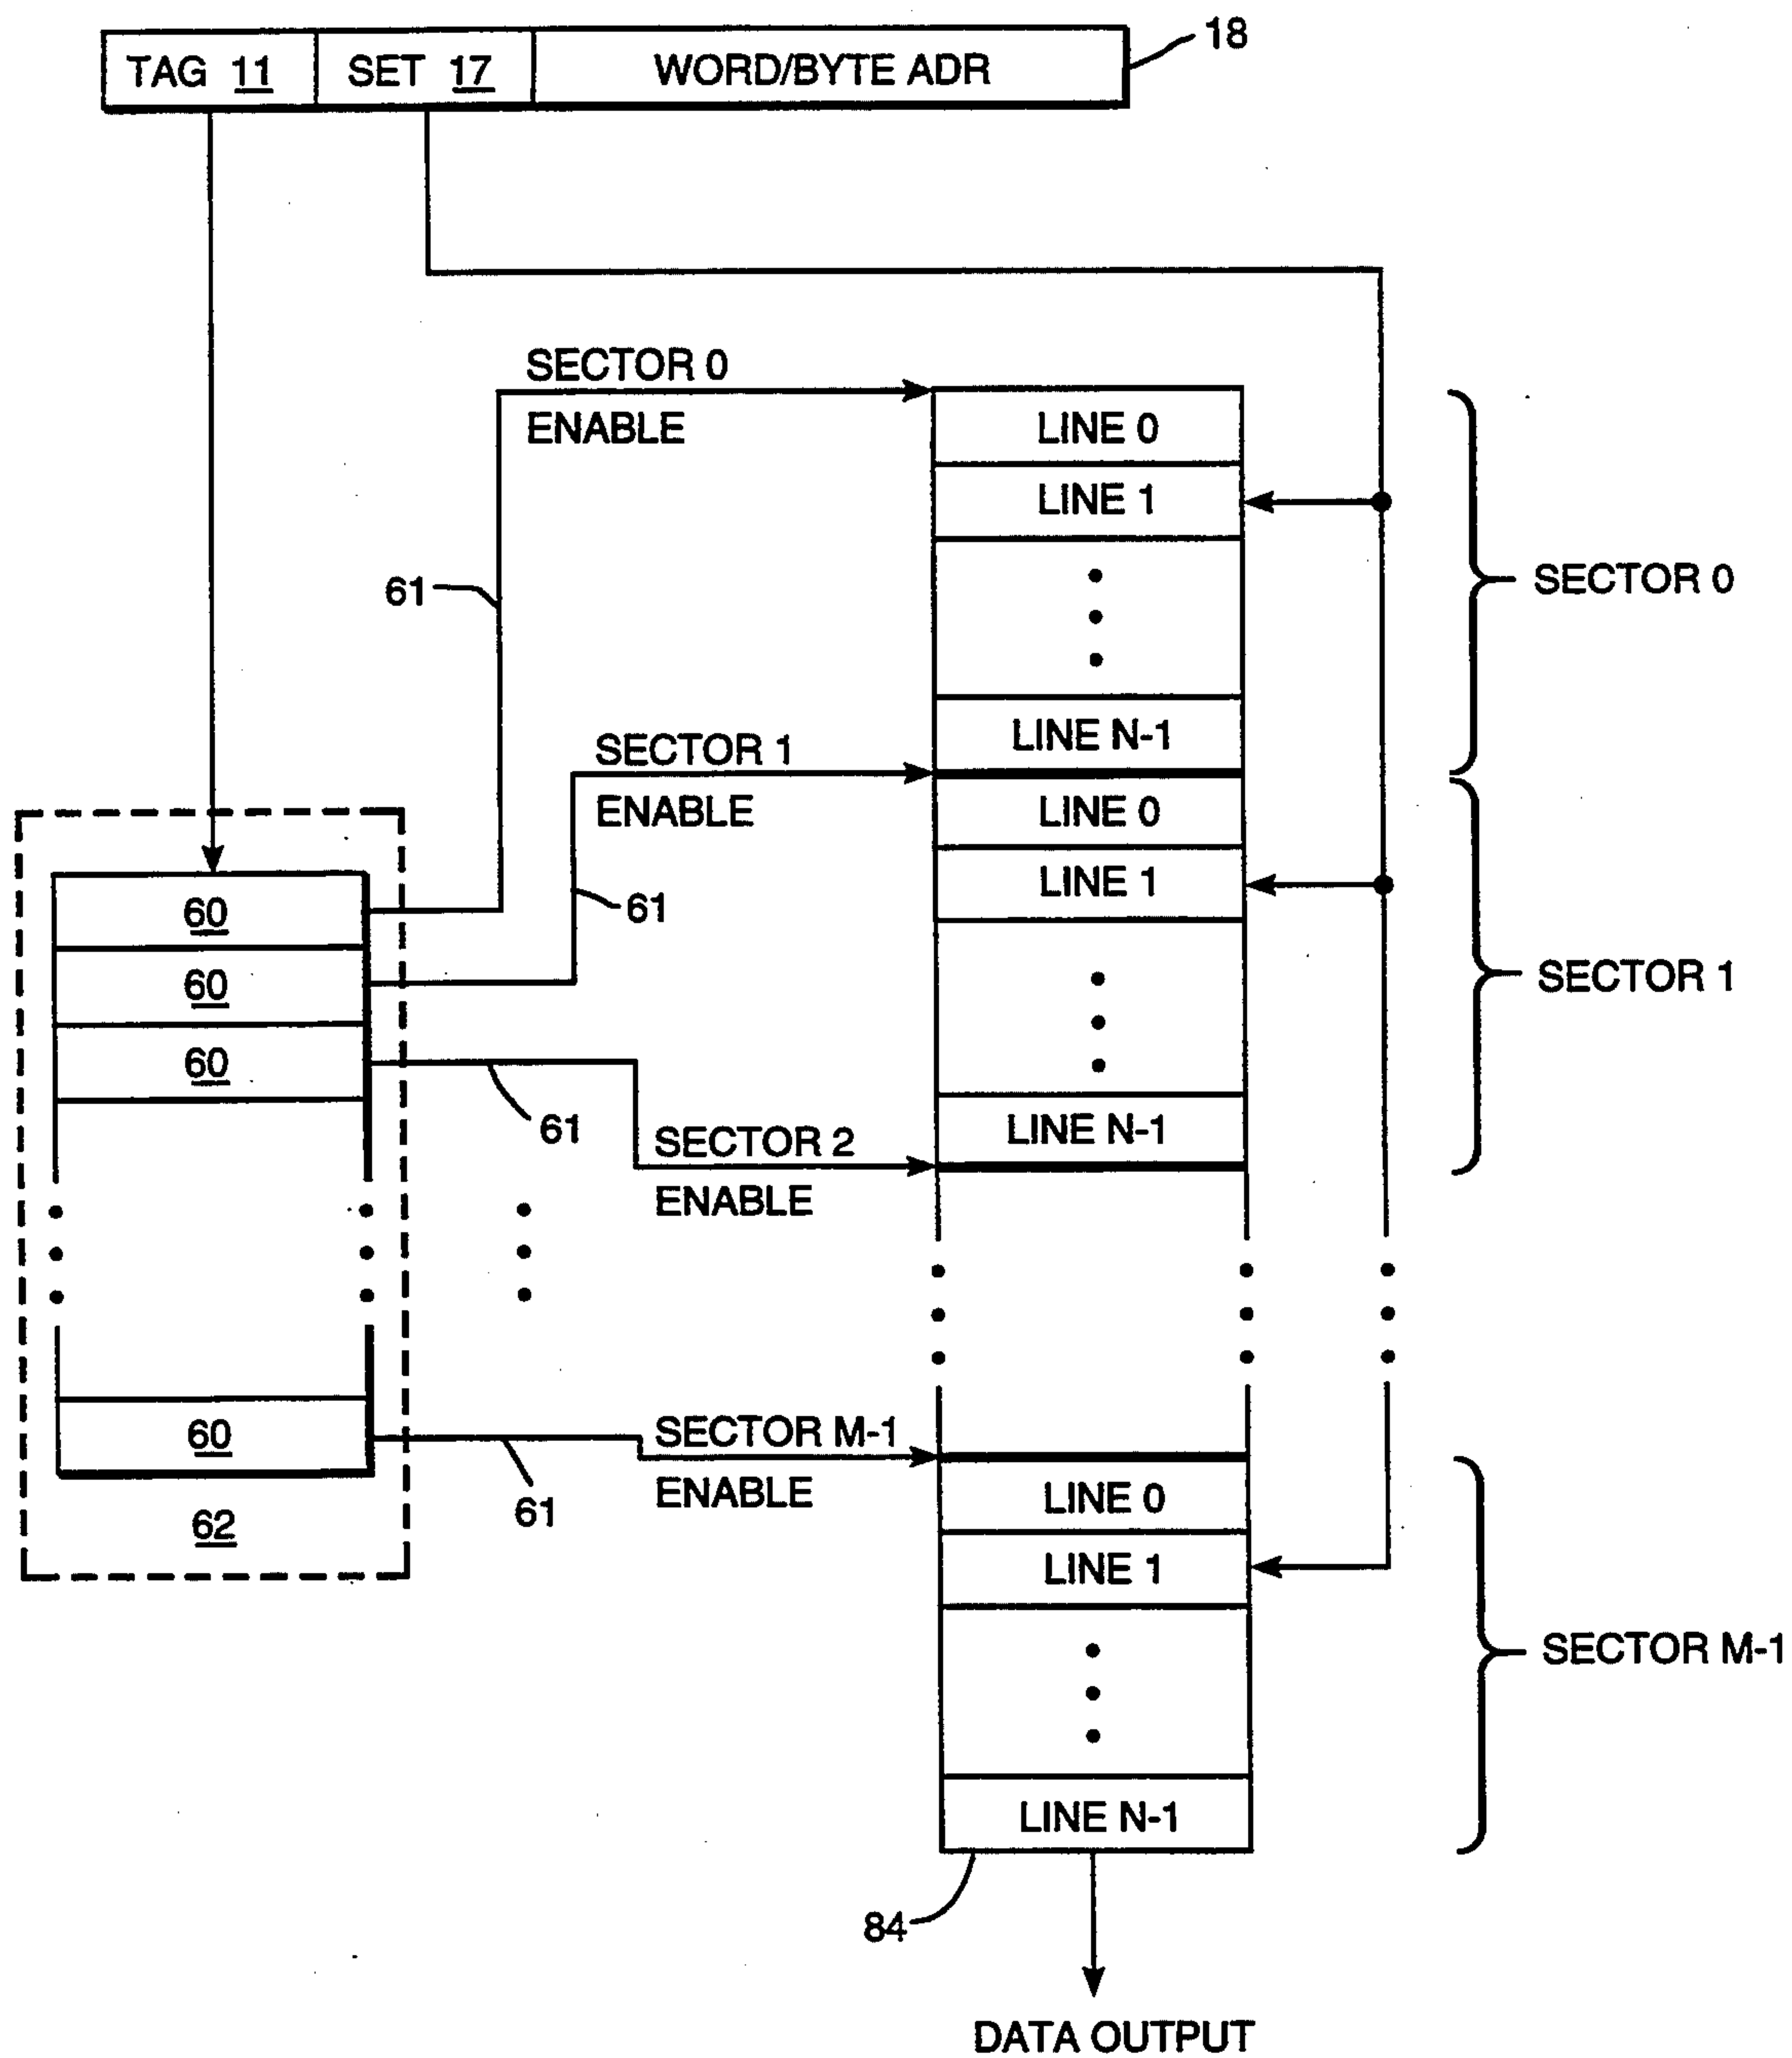 18
TAG 11 SET 17 WORD/BYTE ADR
SECTOR 0
ENABLE
LINE 0
LINE 1
61
SECTOR 0
LINE N-1
SECTOR 1
ENABLE
LINE 0
LINE 1
60
61
60
SECTOR 1
60
61
LINE N-1
SECTOR 2
ENABLE
60
SECTOR M-1
ENABLE
61
62
LINE 0
LINE 1
SECTOR M-1
LINE N-1
84
DATA OUTPUT